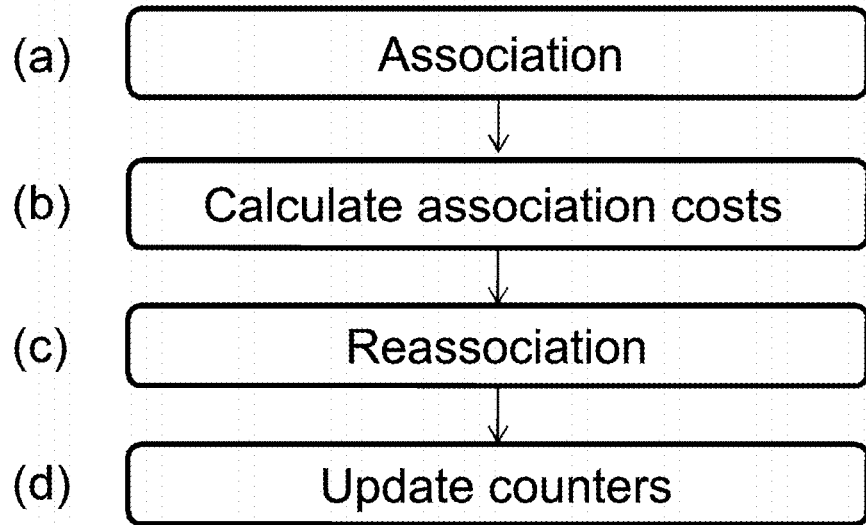 (a) Association
(b) Calculate association costs
(c) Reassociation
(d) Update counters